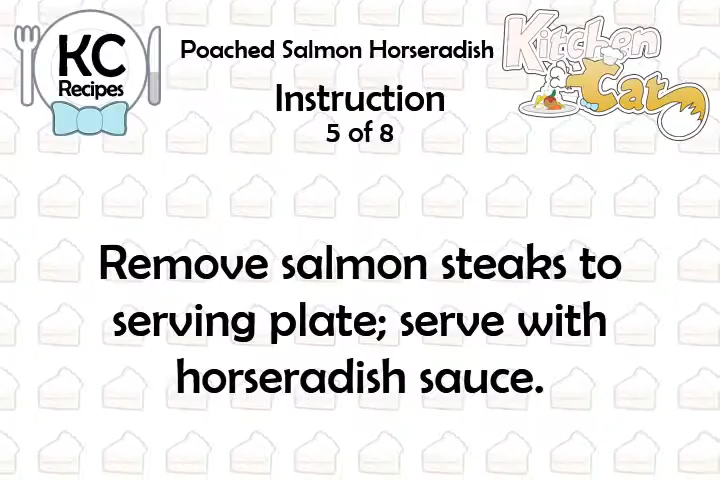 KC
Recipes
Poached Salmon Horseradish
Kitchen
Cat
Instruction
5 of 8
Remove salmon steaks to
serving plate; serve with
horseradish sauce.